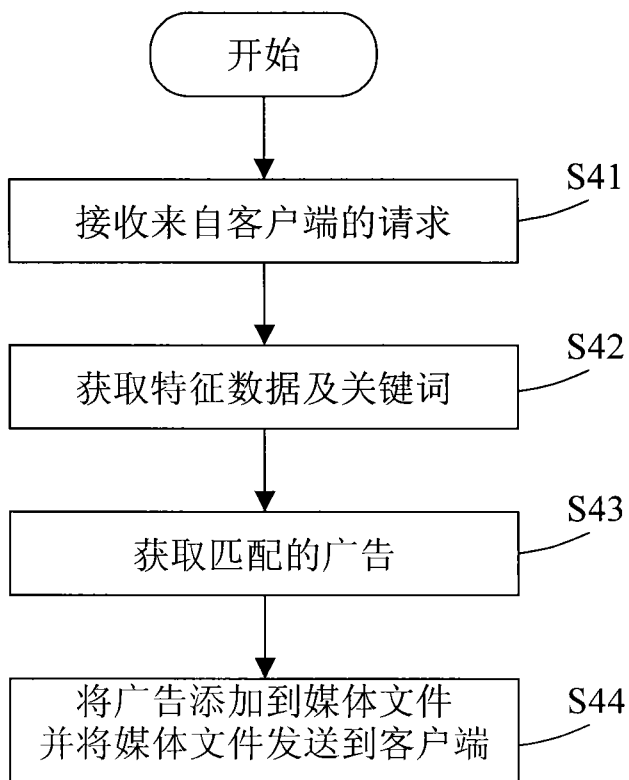 开始
S41
接收来自客户端的请求
S42
获取特征数据及关键词
S43
获取匹配的广告
S44
将广告添加到媒体文件
并将媒体文件发送到客户端